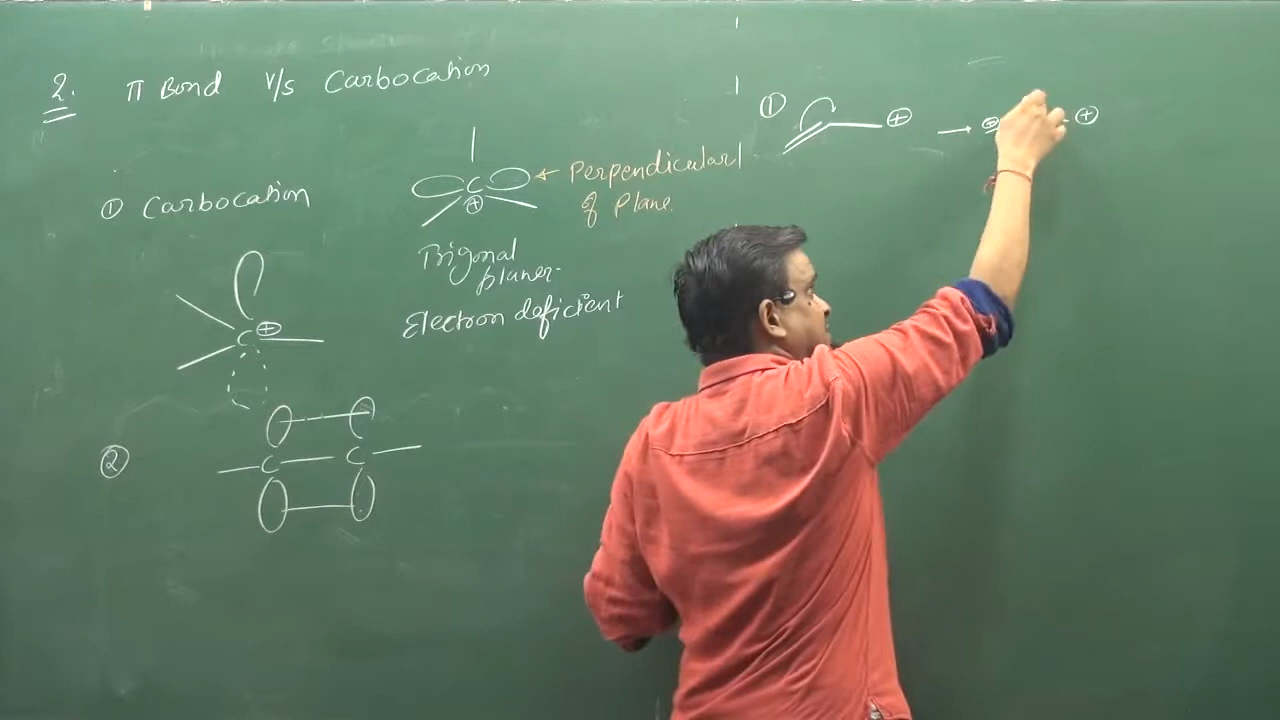 2. π Bond v/s Carbocation
① Carbocation
C ⊕
Perpendicular
of Plane.
Trigonal
planer.
Electron deficient
C ⊕
② C C
① ⊕ → ⊕ ⊕